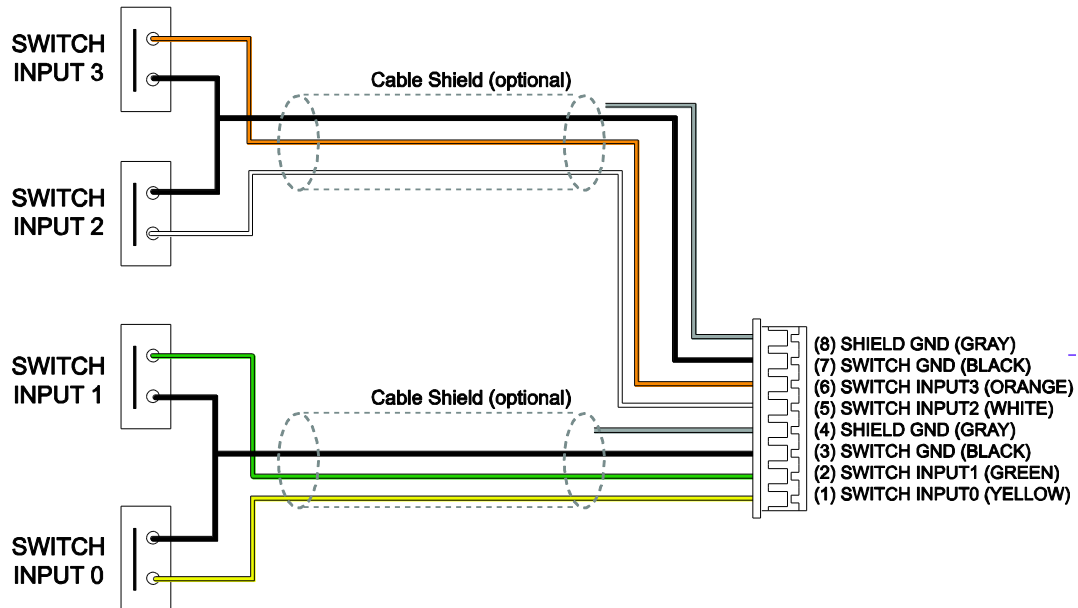 SWITCH
INPUT 3
Cable Shield (optional)
SWITCH
INPUT 2
SWITCH
INPUT 1
Cable Shield (optional)
SWITCH
INPUT 0
(8) SHIELD GND (GRAY)
(7) SWITCH GND (BLACK)
(6) SWITCH INPUT3 (ORANGE)
(5) SWITCH INPUT2 (WHITE)
(4) SHIELD GND (GRAY)
(3) SWITCH GND (BLACK)
(2) SWITCH INPUT1 (GREEN)
(1) SWITCH INPUT0 (YELLOW)